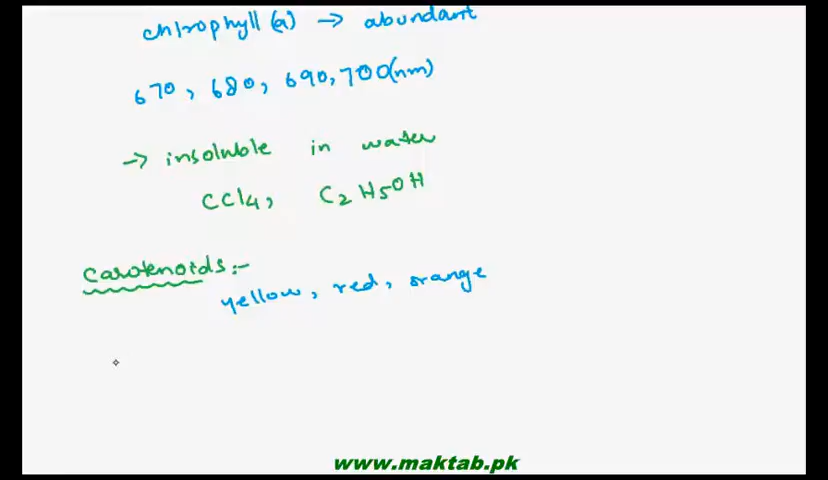 chlrophyll (a) → abundant
670, 680, 690, 700(nm)
→ insoluble in water
CCl4, C2H5OH
Carotenoids:-
yellow, red, orange
www.maktab.pk